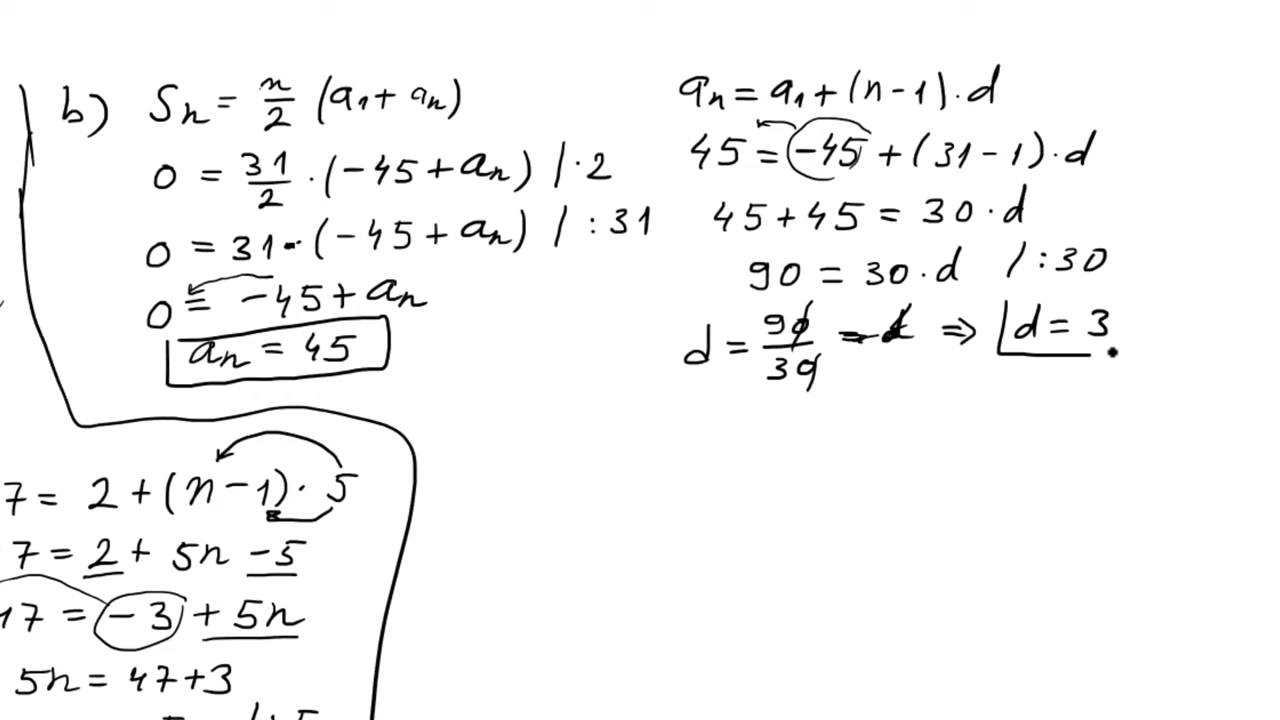 b) Sn = n/2 (a1 + an)
0 = 31/2 · (-45 + an) / · 2
0 = 31 · (-45 + an) / : 31
0 = -45 + an
an = 45
an = a1 + (n - 1) · d
45 = -45 + (31 - 1) · d
45 + 45 = 30 · d
90 = 30 · d / : 30
d = 90/30 ⇒ d = 3
7 = 2 + (n - 1) · 5
7 = 2 + 5n - 5
17 = -3 + 5n
5n = 47 + 3